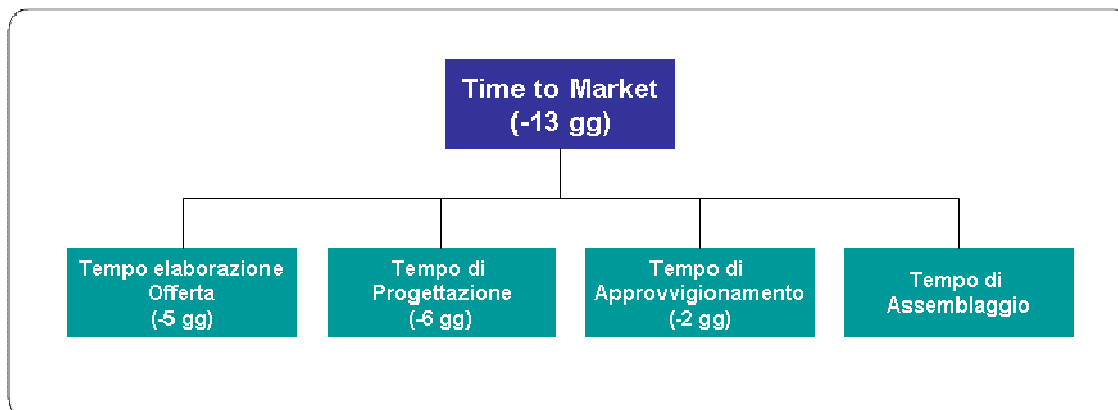 Time to Market
(-13 gg)
Tempo elaborazione
Offerta
(-5 gg)
Tempo di
Progettazione
(-6 gg)
Tempo di
Approvvigionamento
(-2 gg)
Tempo di
Assemblaggio